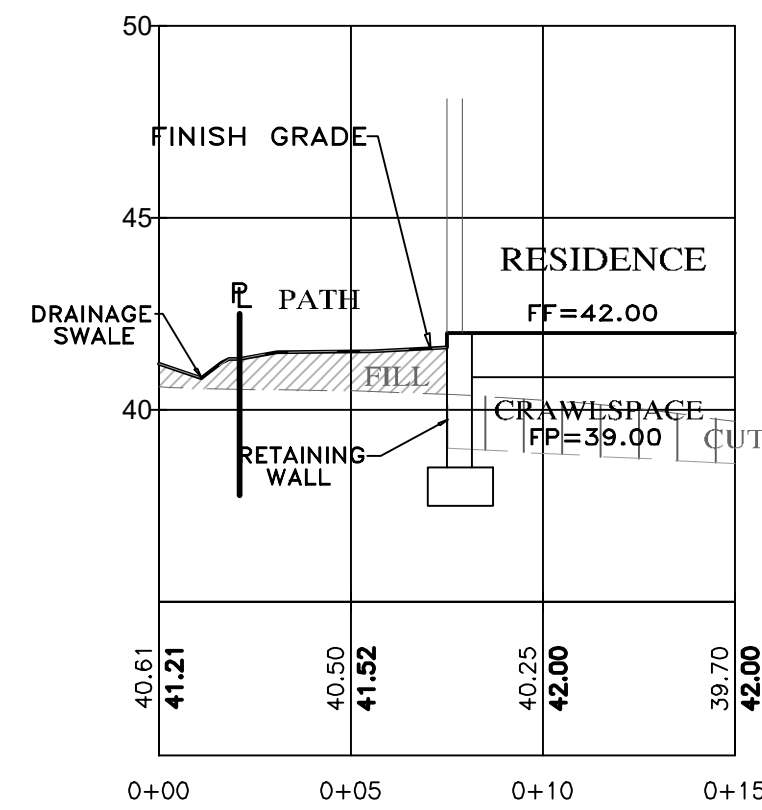 50
FINISH GRADE
45
RESIDENCE
PL PATH
FF=42.00
DRAINAGE
SWALE
FILL
40
CRAWLSPACE
FP=39.00
CUT
RETAINING
WALL
40.61
41.21
40.50
41.52
40.25
42.00
39.70
42.00
0+00
0+05
0+10
0+15